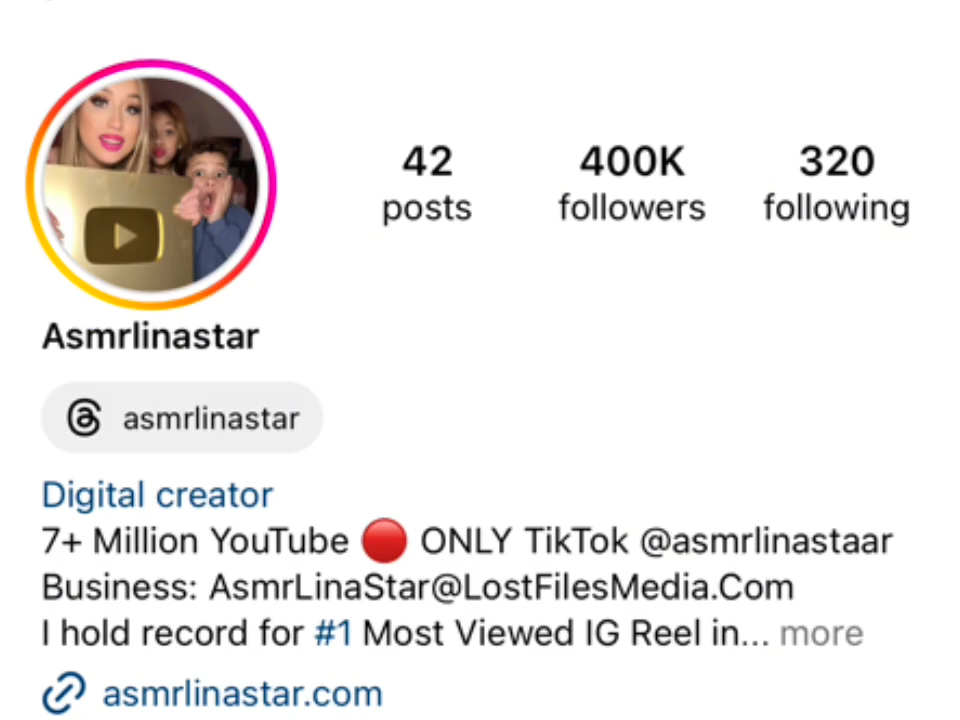 42 400K 320
posts followers following
Asmrlinastar
asmrlinastar
Digital creator
7+ Million YouTube 🔴 ONLY TikTok @asmrlinastaar
Business: AsmrLinaStar@LostFilesMedia.Com
I hold record for #1 Most Viewed IG Reel in... more
asmrlinastar.com